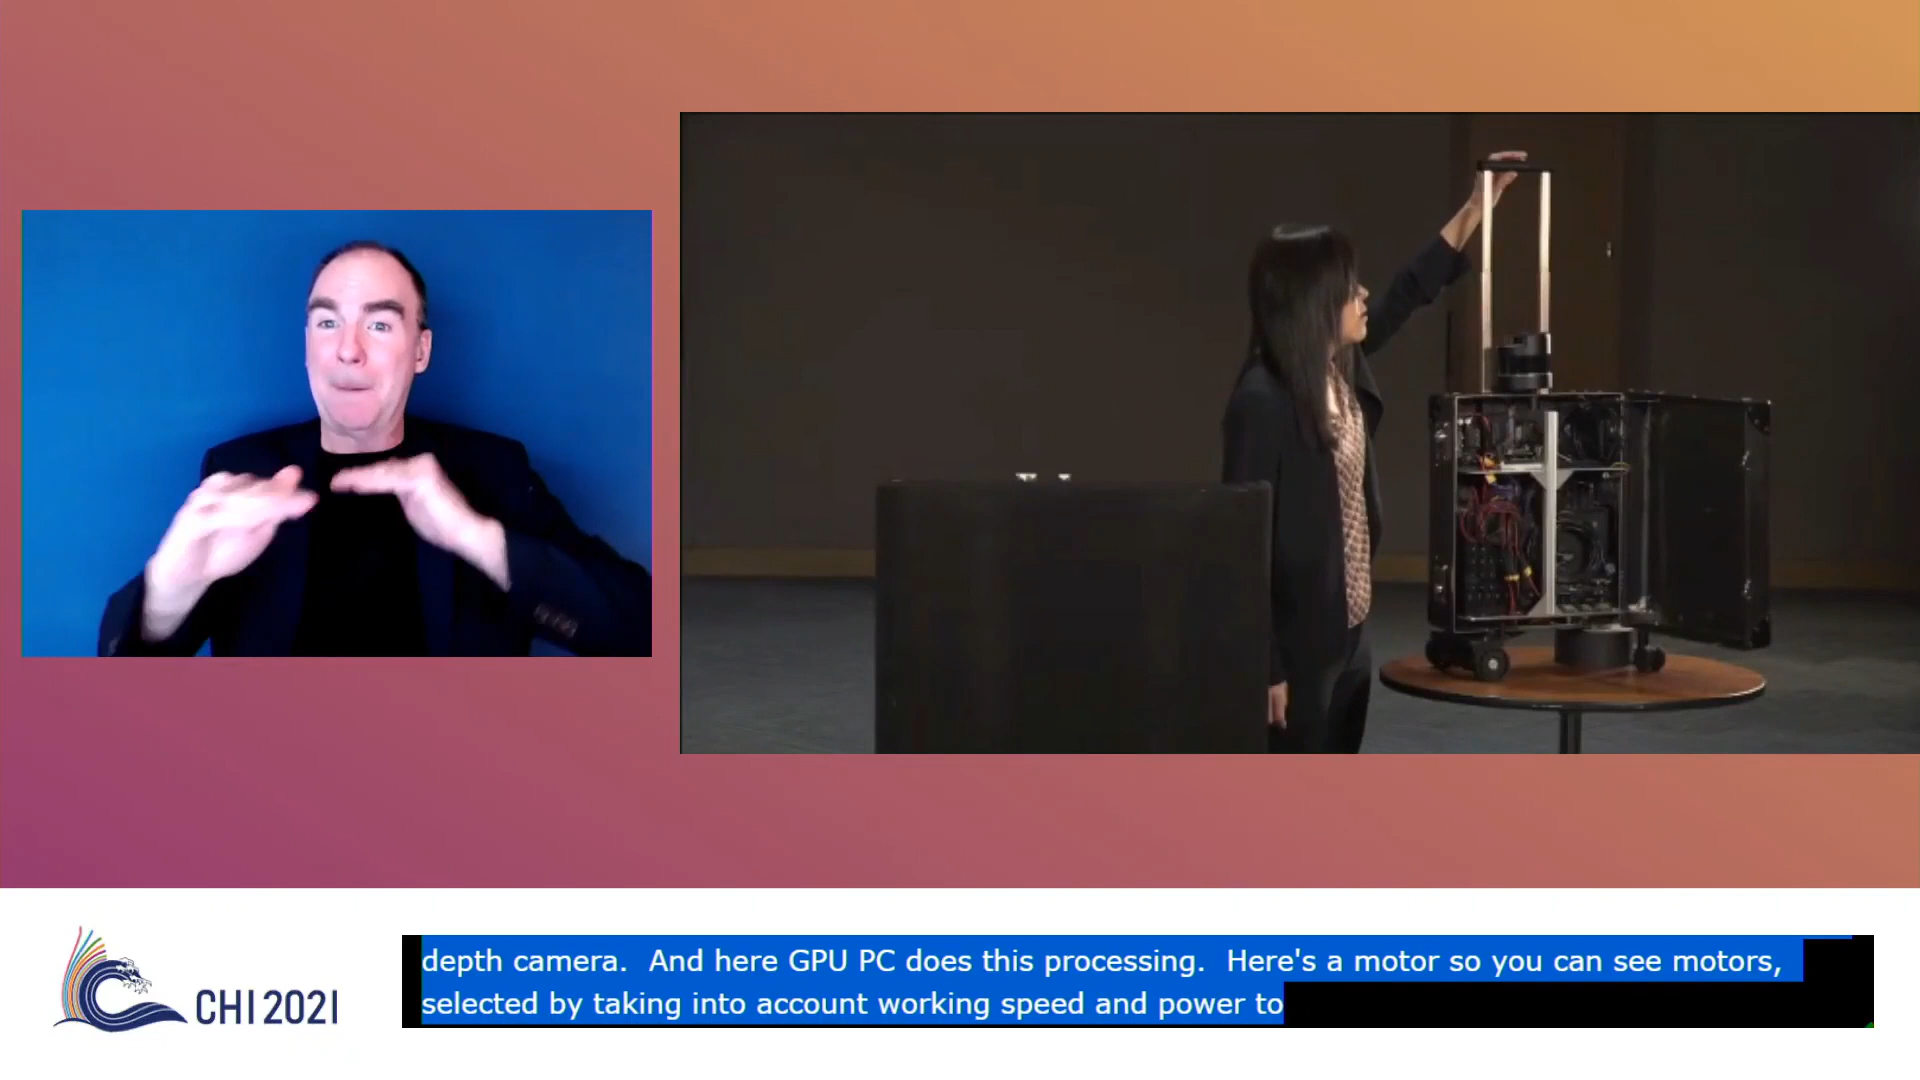 CHI 2021
depth camera.  And here GPU PC does this processing.  Here's a motor so you can see motors,
selected by taking into account working speed and power to